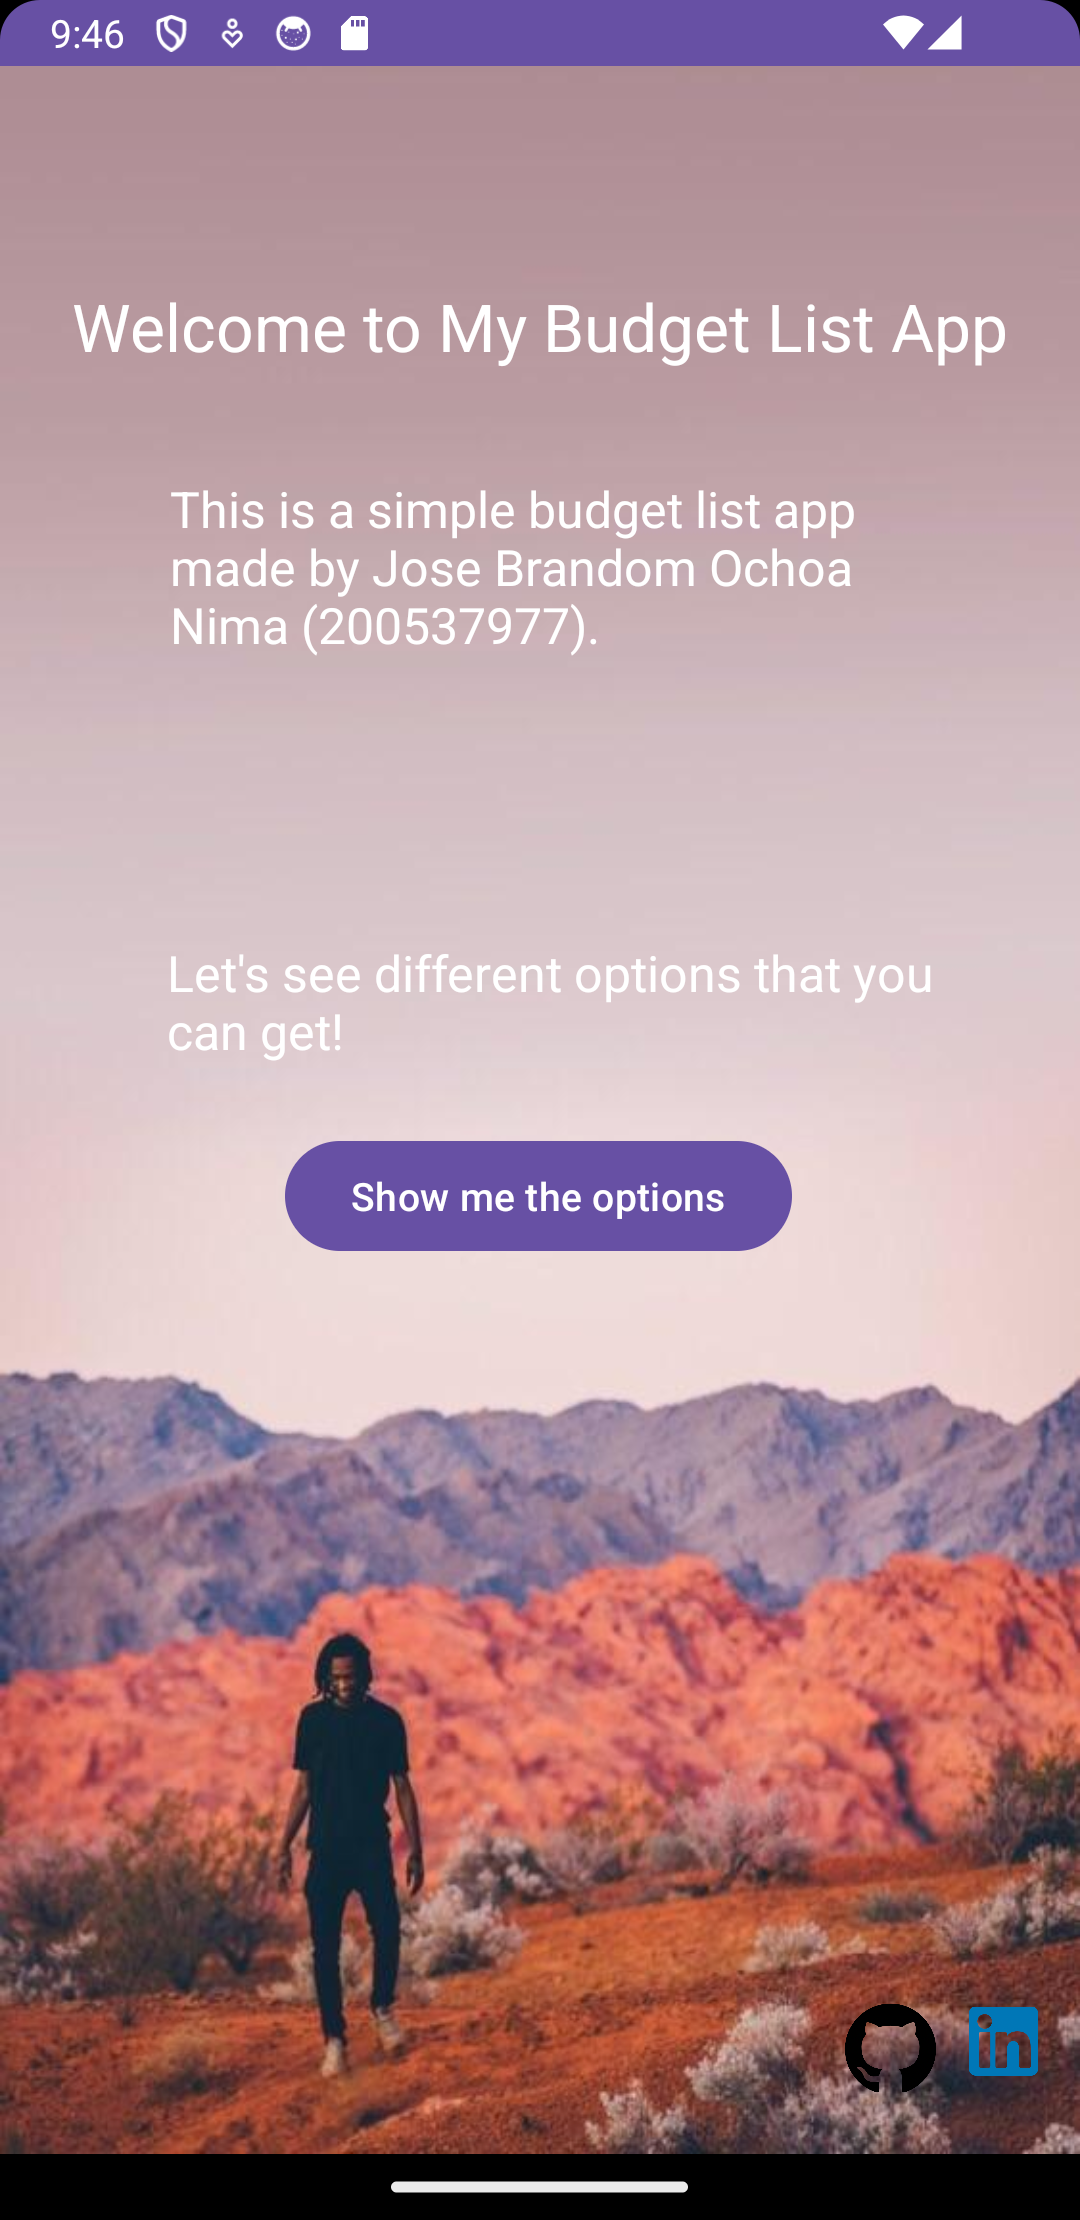 9:46
Welcome to My Budget List App
This is a simple budget list app
made by Jose Brandom Ochoa
Nima (200537977).
Let's see different options that you
can get!
Show me the options
in